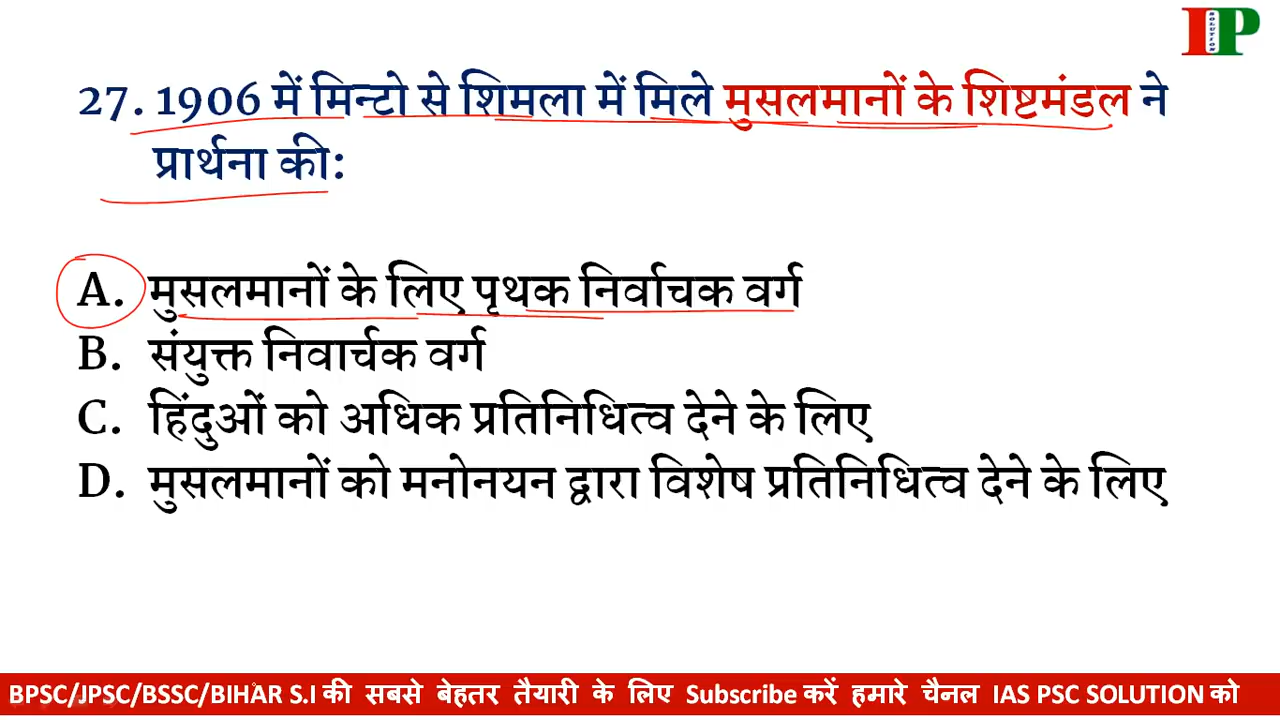 IP
SOLUTION
27. 1906 में मिन्टो से शिमला में मिले मुसलमानों के शिष्टमंडल ने
प्रार्थना की:
A. मुसलमानों के लिए पृथक निर्वाचक वर्ग
B. संयुक्त निवार्चक वर्ग
C. हिंदुओं को अधिक प्रतिनिधित्व देने के लिए
D. मुसलमानों को मनोनयन द्वारा विशेष प्रतिनिधित्व देने के लिए
BPSC/JPSC/BSSC/BIHAR S.I की सबसे बेहतर तैयारी के लिए Subscribe करें हमारे चैनल IAS PSC SOLUTION को